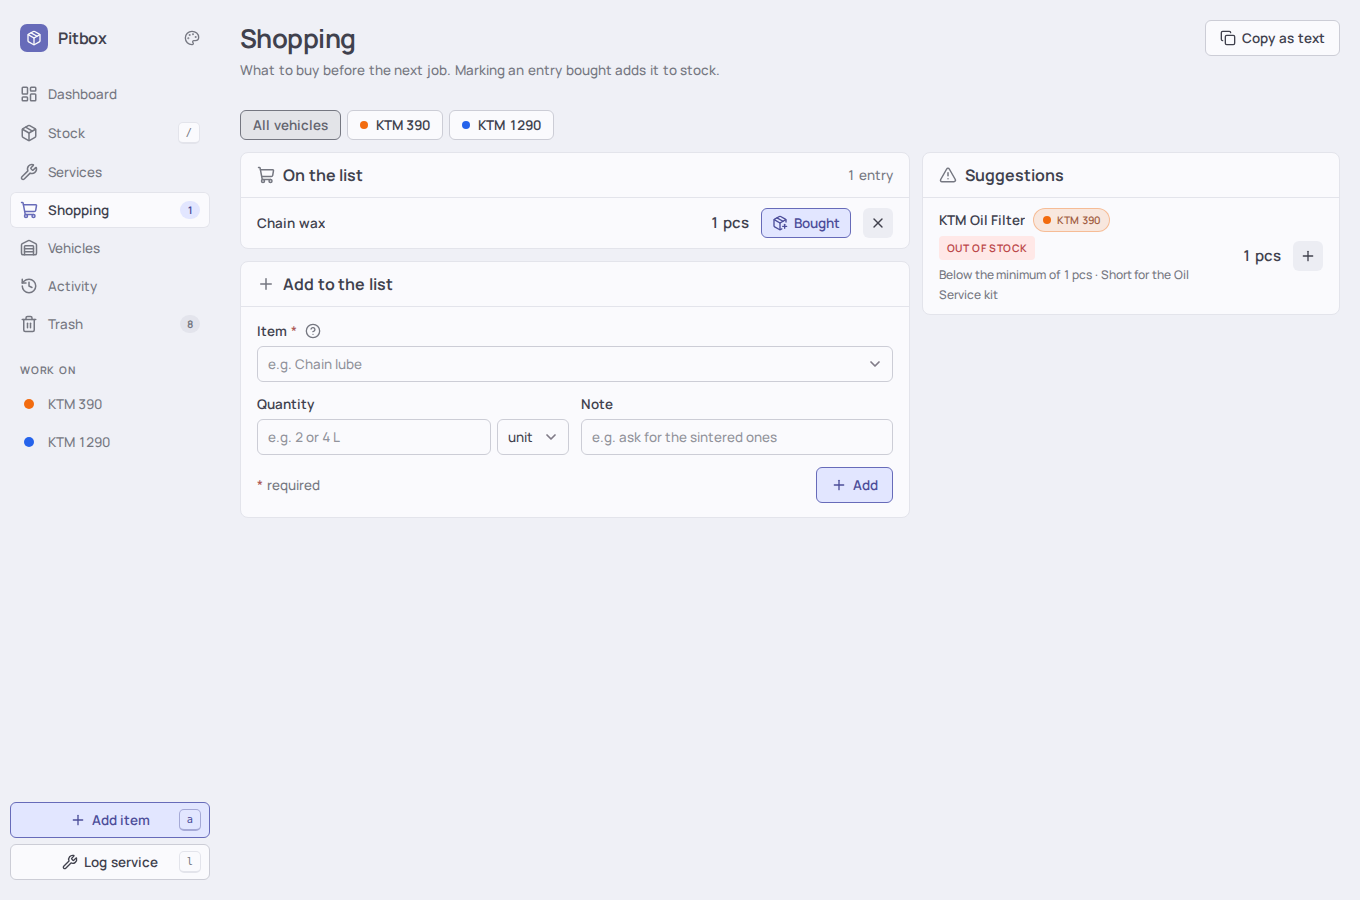 Pitbox
Dashboard
Stock /
Services
Shopping 1
Vehicles
Activity
Trash 8
WORK ON
KTM 390
KTM 1290
Add item a
Log service l
Shopping
What to buy before the next job. Marking an entry bought adds it to stock.
Copy as text
All vehicles KTM 390 KTM 1290
On the list 1 entry
Chain wax 1 pcs Bought
Add to the list
Item *
e.g. Chain lube
Quantity Note
e.g. 2 or 4 L unit e.g. ask for the sintered ones
* required Add
Suggestions
KTM Oil Filter KTM 390
OUT OF STOCK
1 pcs
Below the minimum of 1 pcs · Short for the Oil
Service kit